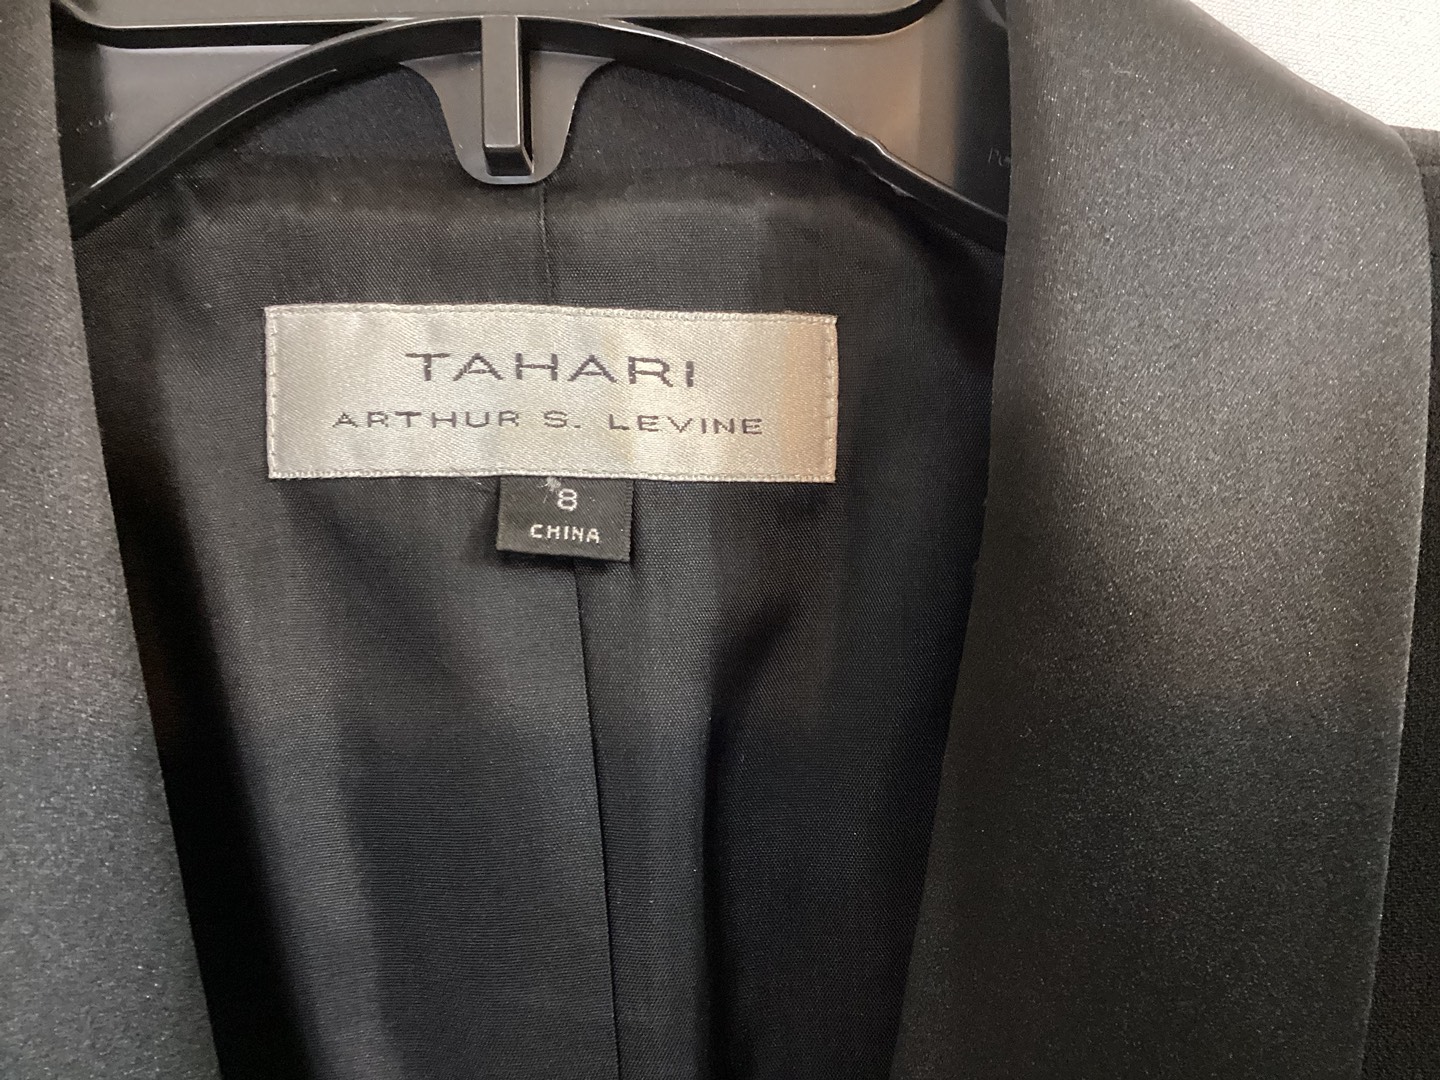 TAHARI
ARTHUR S. LEVINE
8
CHINA